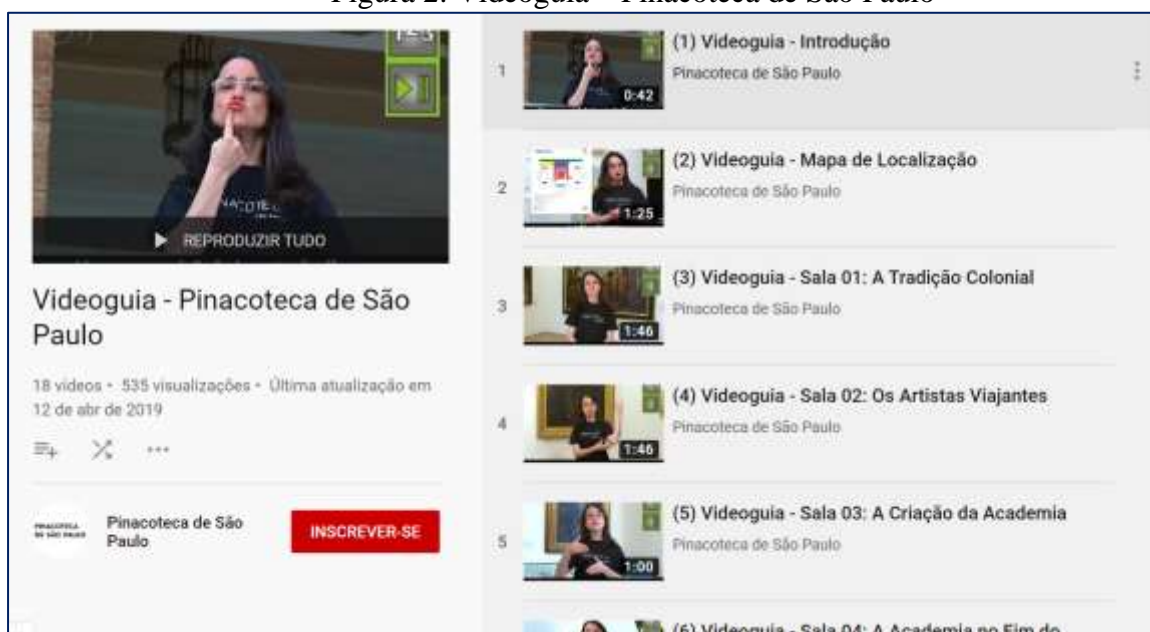 Figura 2: Videoguia – Pinacoteca de São Paulo
123
REPRODUZIR TUDO
Videoguia - Pinacoteca de São
Paulo
18 vídeos • 535 visualizações • Última atualização em
12 de abr de 2019
PINACOTECA
DE SÃO PAULO
Pinacoteca de São
Paulo
INSCREVER-SE
1
0:42
(1) Videoguia - Introdução
Pinacoteca de São Paulo
2
1:25
(2) Videoguia - Mapa de Localização
Pinacoteca de São Paulo
3
1:46
(3) Videoguia - Sala 01: A Tradição Colonial
Pinacoteca de São Paulo
4
1:46
(4) Videoguia - Sala 02: Os Artistas Viajantes
Pinacoteca de São Paulo
5
1:00
(5) Videoguia - Sala 03: A Criação da Academia
Pinacoteca de São Paulo
(6) Videoguia - Sala 04: A Academia no Fim do